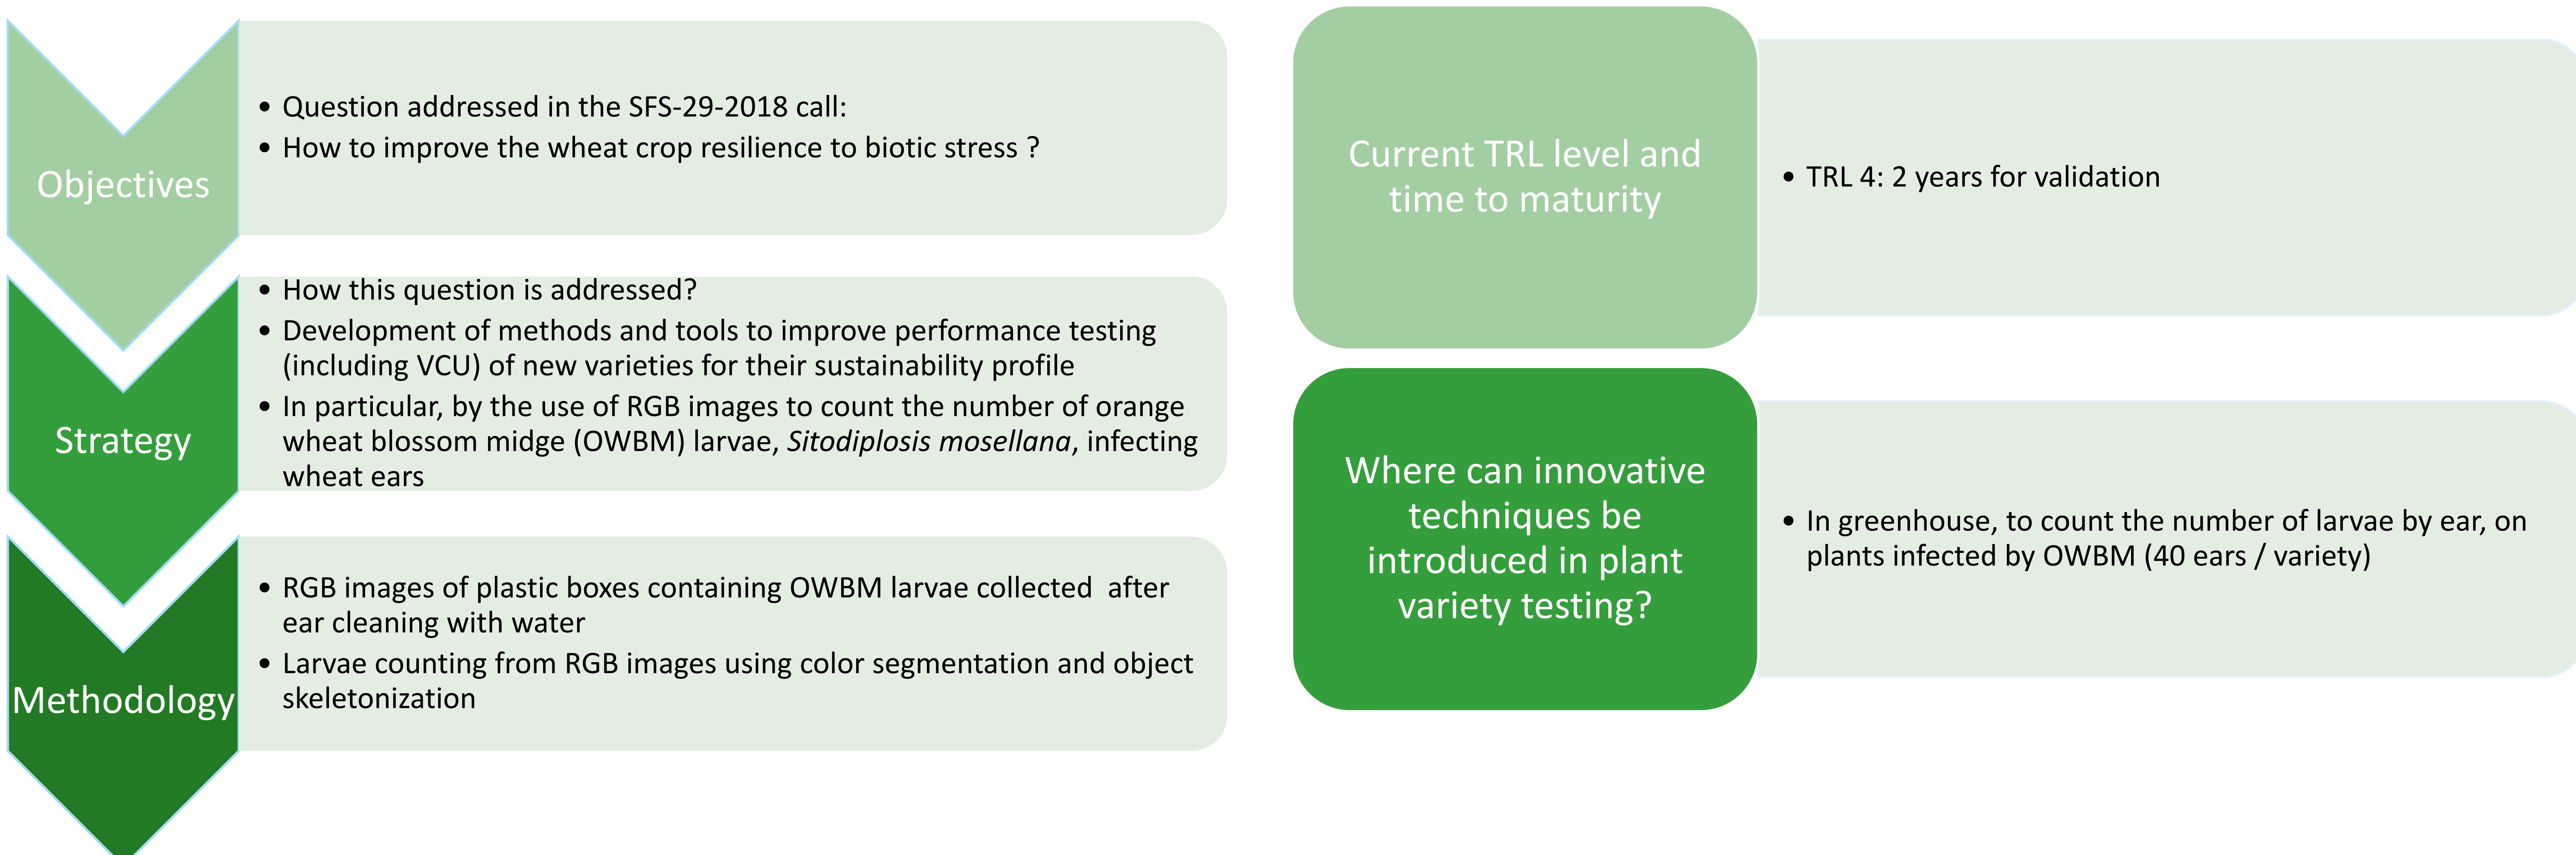 Objectives
• Question addressed in the SFS-29-2018 call:
• How to improve the wheat crop resilience to biotic stress ?
Strategy
• How this question is addressed?
• Development of methods and tools to improve performance testing
(including VCU) of new varieties for their sustainability profile
• In particular, by the use of RGB images to count the number of orange
wheat blossom midge (OWBM) larvae, Sitodiplosis mosellana, infecting
wheat ears
Methodology
• RGB images of plastic boxes containing OWBM larvae collected  after
ear cleaning with water
• Larvae counting from RGB images using color segmentation and object
skeletonization
Current TRL level and
time to maturity
• TRL 4: 2 years for validation
Where can innovative
techniques be
introduced in plant
variety testing?
• In greenhouse, to count the number of larvae by ear, on
plants infected by OWBM (40 ears / variety)